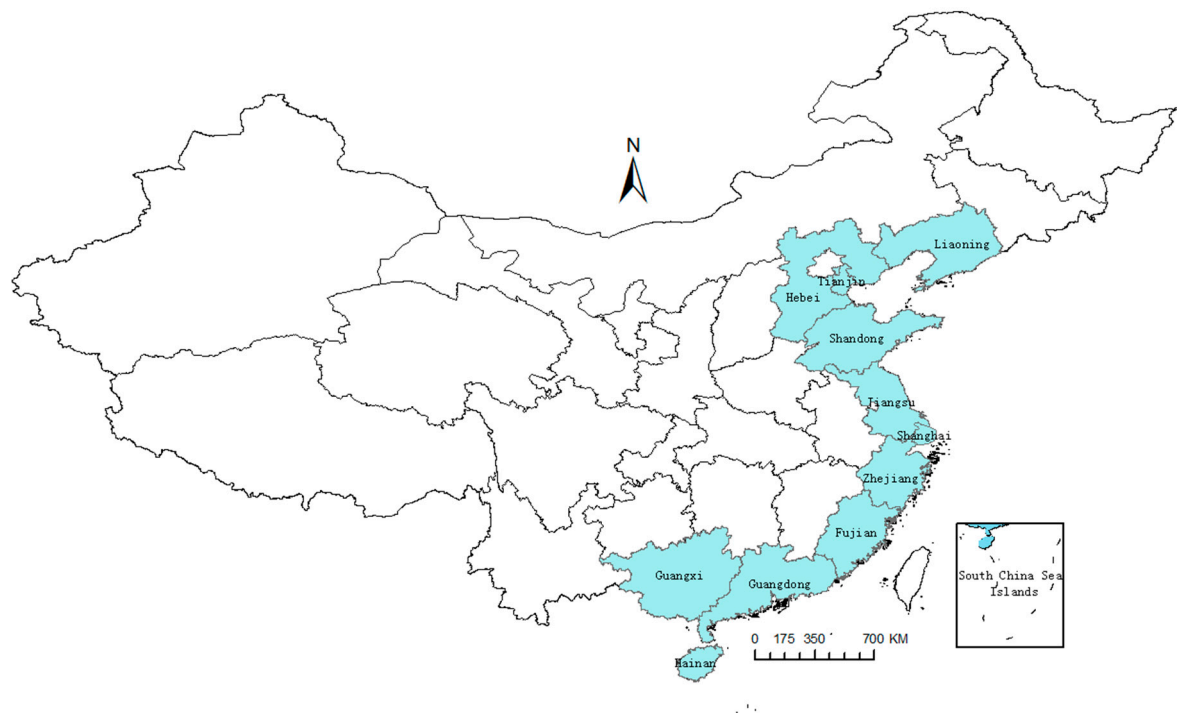 N
Liaoning
Tianjin
Hebei
Shandong
Jiangsu
Shanghai
Zhejiang
Fujian
Guangxi
Guangdong
Hainan
South China Sea
Islands
0 175 350 700 KM